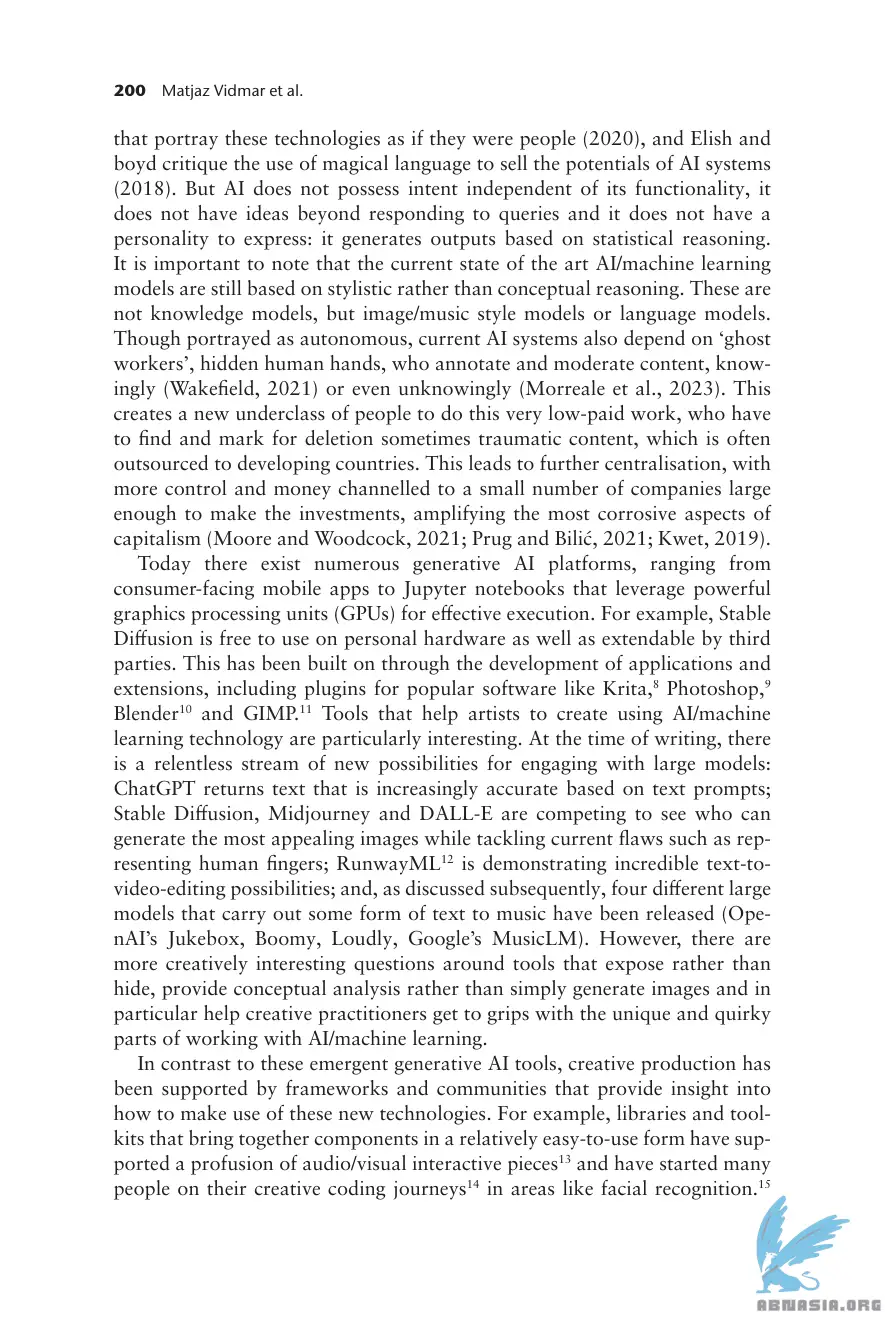 200 Matjaz Vidmar et al.
that portray these technologies as if they were people (2020), and Elish and
boyd critique the use of magical language to sell the potentials of AI systems
(2018). But AI does not possess intent independent of its functionality, it
does not have ideas beyond responding to queries and it does not have a
personality to express: it generates outputs based on statistical reasoning.
It is important to note that the current state of the art AI/machine learning
models are still based on stylistic rather than conceptual reasoning. These are
not knowledge models, but image/music style models or language models.
Though portrayed as autonomous, current AI systems also depend on ‘ghost
workers’, hidden human hands, who annotate and moderate content, know-
ingly (Wakefield, 2021) or even unknowingly (Morreale et al., 2023). This
creates a new underclass of people to do this very low-paid work, who have
to find and mark for deletion sometimes traumatic content, which is often
outsourced to developing countries. This leads to further centralisation, with
more control and money channelled to a small number of companies large
enough to make the investments, amplifying the most corrosive aspects of
capitalism (Moore and Woodcock, 2021; Prug and Bilić, 2021; Kwet, 2019).
Today there exist numerous generative AI platforms, ranging from
consumer-facing mobile apps to Jupyter notebooks that leverage powerful
graphics processing units (GPUs) for effective execution. For example, Stable
Diffusion is free to use on personal hardware as well as extendable by third
parties. This has been built on through the development of applications and
extensions, including plugins for popular software like Krita,⁸ Photoshop,⁹
Blender¹⁰ and GIMP.¹¹ Tools that help artists to create using AI/machine
learning technology are particularly interesting. At the time of writing, there
is a relentless stream of new possibilities for engaging with large models:
ChatGPT returns text that is increasingly accurate based on text prompts;
Stable Diffusion, Midjourney and DALL-E are competing to see who can
generate the most appealing images while tackling current flaws such as rep-
resenting human fingers; RunwayML¹² is demonstrating incredible text-to-
video-editing possibilities; and, as discussed subsequently, four different large
models that carry out some form of text to music have been released (Ope-
nAI’s Jukebox, Boomy, Loudly, Google’s MusicLM). However, there are
more creatively interesting questions around tools that expose rather than
hide, provide conceptual analysis rather than simply generate images and in
particular help creative practitioners get to grips with the unique and quirky
parts of working with AI/machine learning.
In contrast to these emergent generative AI tools, creative production has
been supported by frameworks and communities that provide insight into
how to make use of these new technologies. For example, libraries and tool-
kits that bring together components in a relatively easy-to-use form have sup-
ported a profusion of audio/visual interactive pieces¹³ and have started many
people on their creative coding journeys¹⁴ in areas like facial recognition.¹⁵
ABNASIA.ORG